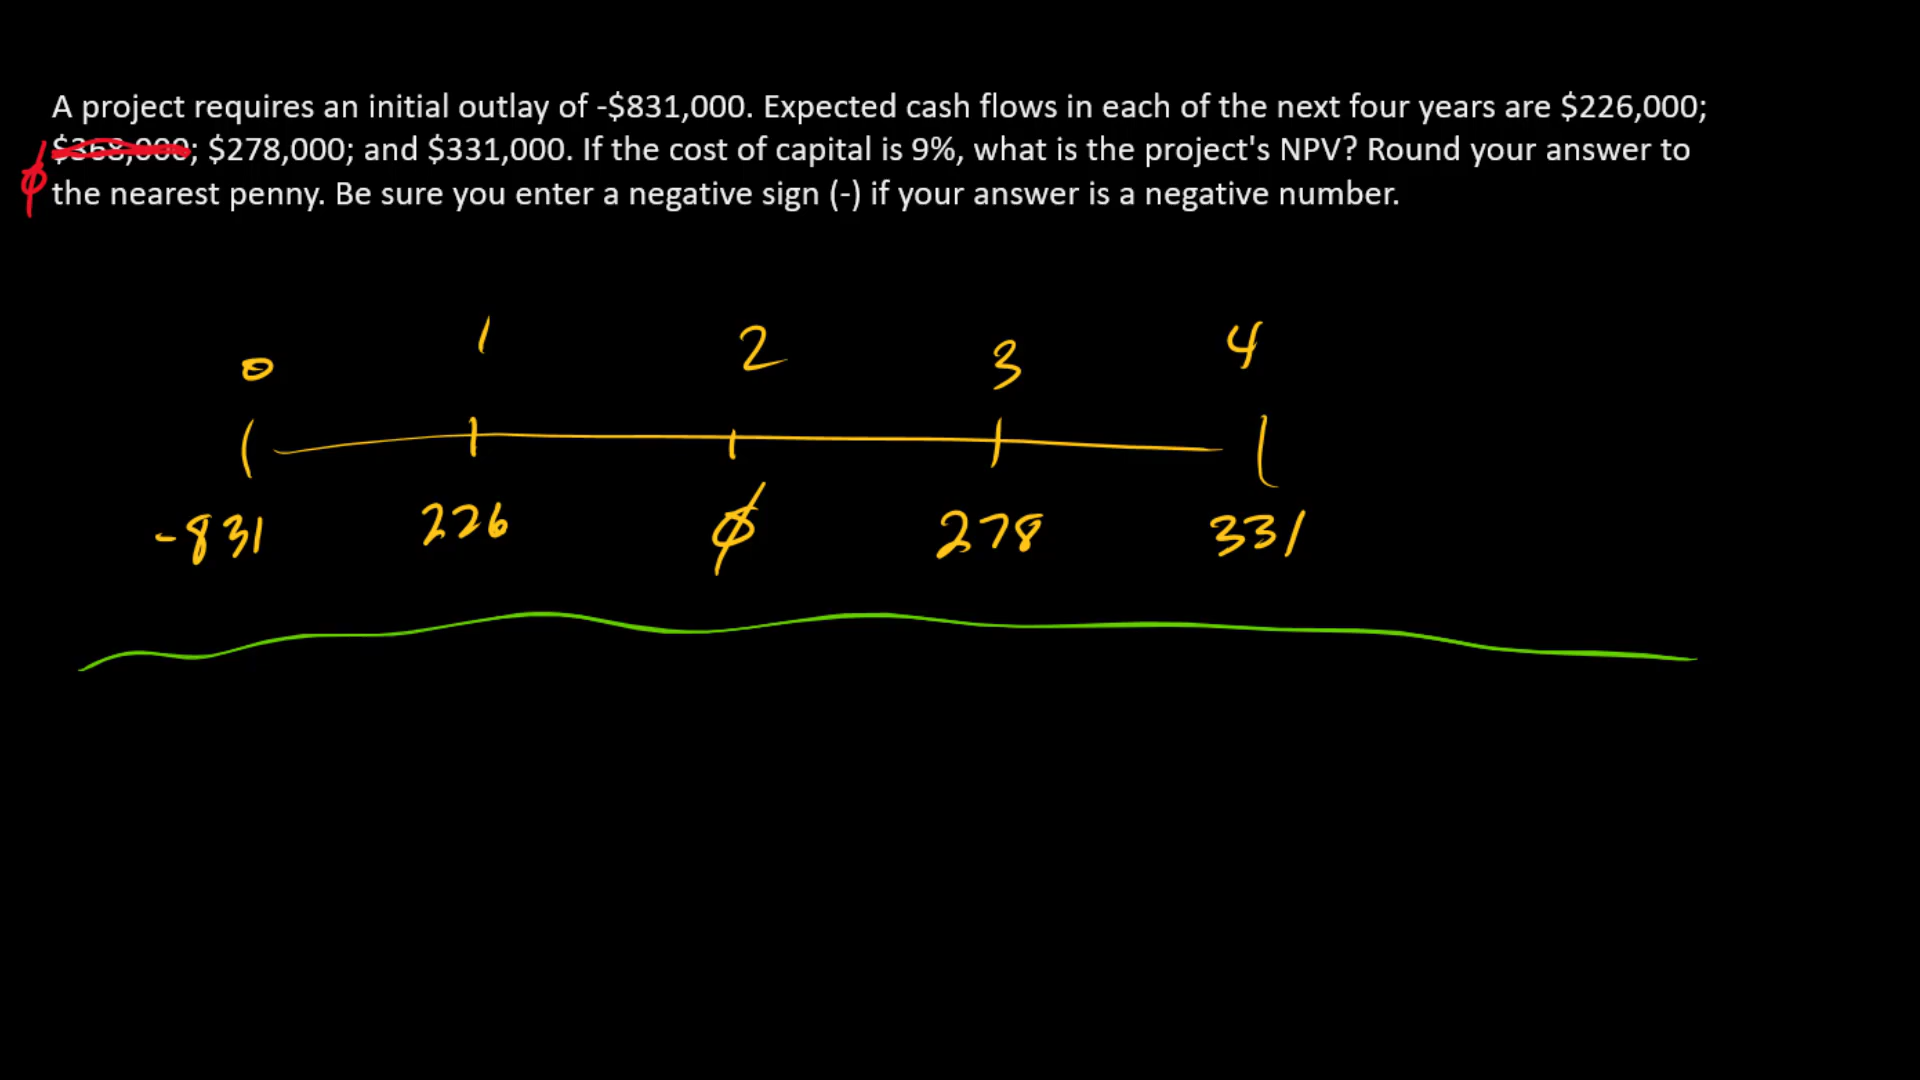 A project requires an initial outlay of -$831,000. Expected cash flows in each of the next four years are $226,000;
$368,000; $278,000; and $331,000. If the cost of capital is 9%, what is the project's NPV? Round your answer to
∅ the nearest penny. Be sure you enter a negative sign (-) if your answer is a negative number.
0 1 2 3 4
-831 226 ∅ 278 331